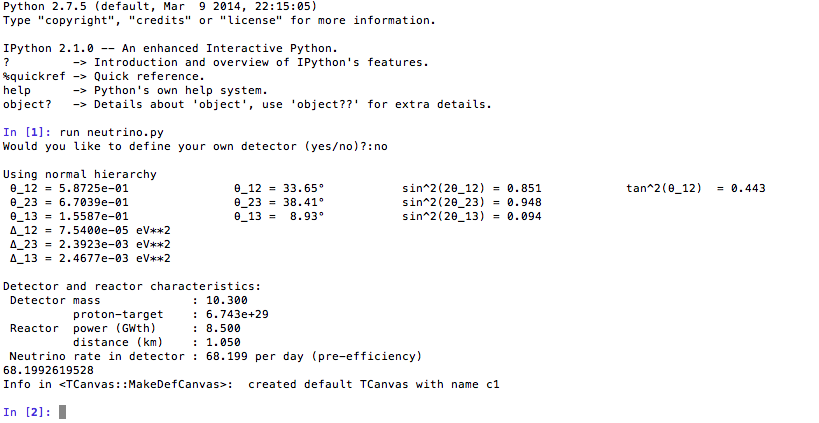 Python 2.7.5 (default, Mar  9 2014, 22:15:05)
Type "copyright", "credits" or "license" for more information.
IPython 2.1.0 -- An enhanced Interactive Python.
?         -> Introduction and overview of IPython's features.
%quickref -> Quick reference.
help      -> Python's own help system.
object?   -> Details about 'object', use 'object??' for extra details.
In [1]: run neutrino.py
Would you like to define your own detector (yes/no)?:no
Using normal hierarchy
θ_12 = 5.8725e-01               θ_12 = 33.65°           sin^2(2θ_12) = 0.851            tan^2(θ_12)  = 0.443
θ_23 = 6.7039e-01               θ_23 = 38.41°           sin^2(2θ_23) = 0.948
θ_13 = 1.5587e-01               θ_13 =  8.93°           sin^2(2θ_13) = 0.094
Δ_12 = 7.5400e-05 eV**2
Δ_23 = 2.3923e-03 eV**2
Δ_13 = 2.4677e-03 eV**2
Detector and reactor characteristics:
Detector mass             : 10.300
proton-target    : 6.743e+29
Reactor  power (GWth)     : 8.500
distance (km)    : 1.050
Neutrino rate in detector : 68.199 per day (pre-efficiency)
68.1992619528
Info in <TCanvas::MakeDefCanvas>:  created default TCanvas with name c1
In [2]: